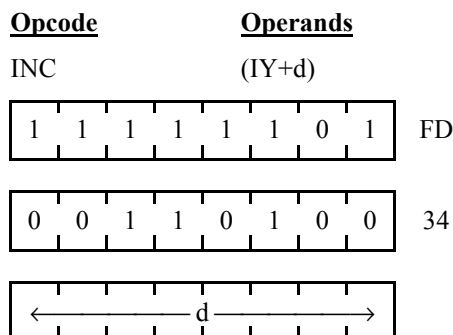 Opcode Operands
INC (IY+d)
1 1 1 1 1 1 0 1 FD
0 0 1 1 0 1 0 0 34
d